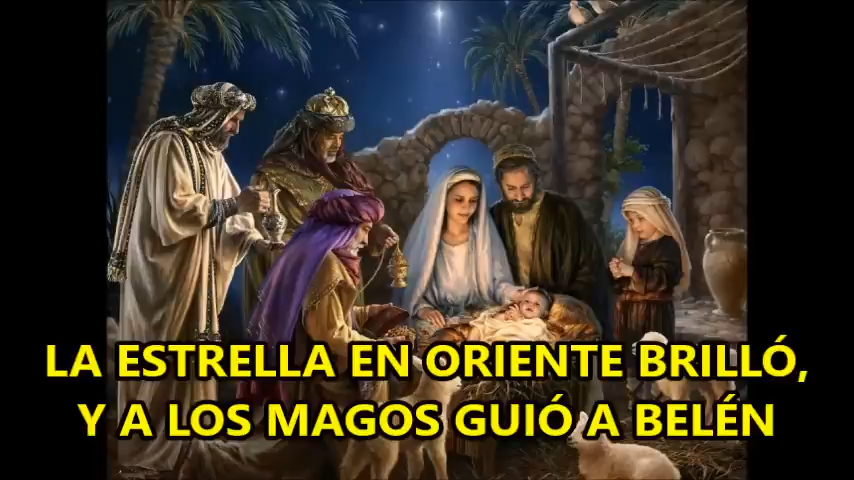 LA ESTRELLA EN ORIENTE BRILLÓ,
Y A LOS MAGOS GUIÓ A BELÉN